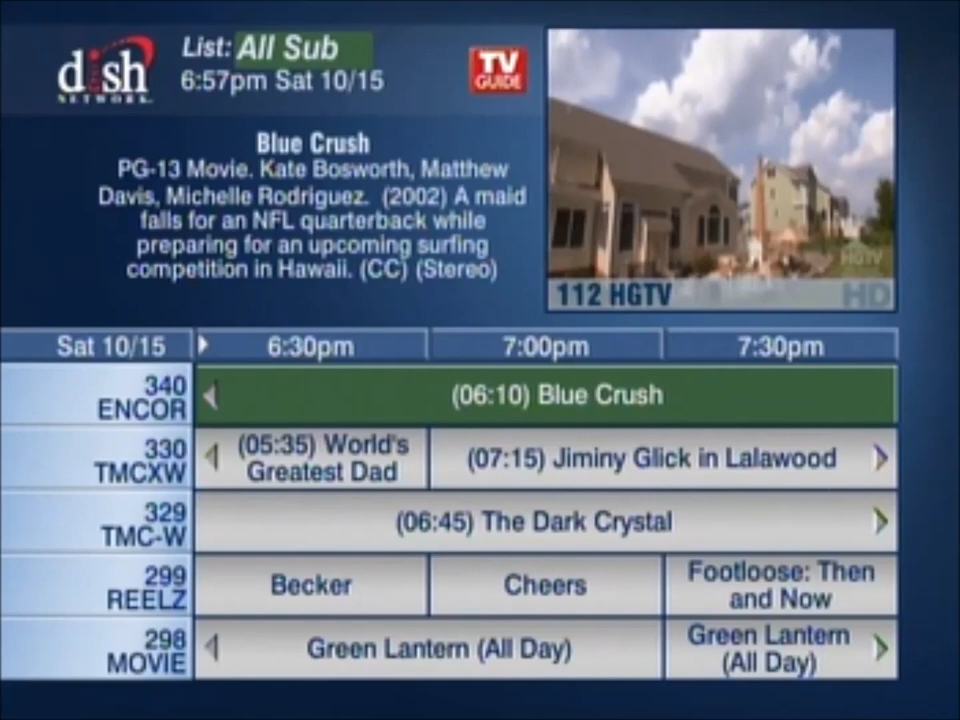 dish
NETWORK
List: All Sub
6:57pm Sat 10/15
TV
GUIDE
Blue Crush
PG-13 Movie. Kate Bosworth, Matthew
Davis, Michelle Rodriguez. (2002) A maid
falls for an NFL quarterback while
preparing for an upcoming surfing
competition in Hawaii. (CC) (Stereo)
HGTV
112 HGTV HD
Sat 10/15 6:30pm 7:00pm 7:30pm
340
ENCOR
(06:10) Blue Crush
330
TMCXW
(05:35) World's
Greatest Dad
(07:15) Jiminy Glick in Lalawood
329
TMC-W
(06:45) The Dark Crystal
299
REELZ
Becker
Cheers
Footloose: Then
and Now
298
MOVIE
Green Lantern (All Day)
Green Lantern
(All Day)